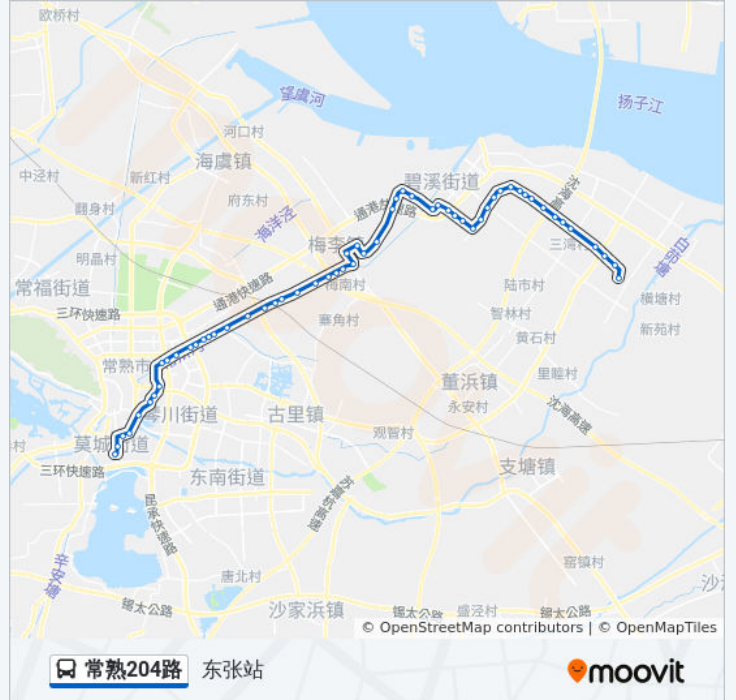 欧桥村
望虞河
扬子江
河口村
海虞镇
中泾村
新红村
碧溪街道
沈海高
翻身村
府东村
通港快速路
海洋泾
梅李镇
三湾村
白茆塘
明晶村
常福街道
通港快速路
梅南村
陆市村
横塘村
三环快速路
寨角村
智林村
新苑村
黄石村
常熟市
董浜镇
里睦村
永安村
沈海高速
琴川街道
古里镇
观智村
莫城街道
村
三环快速路
东南街道
支塘镇
昆承快速路
苏嘉杭高速
辛安塘
唐北村
窑镇村
沙
锡太公路
沙家浜镇
锡太公路
盛泾村
锡太公路
© OpenStreetMap contributors | © OpenMapTiles
常熟204路 东张站
moovit